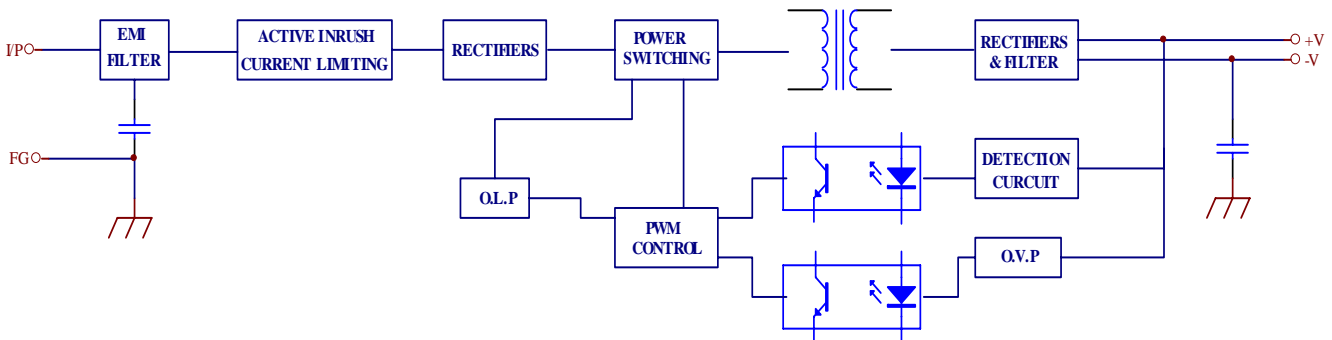 I/P
EMI
FILTER
ACTIVE INRUSH
CURRENT LIMITING
RECTIFIERS
POWER
SWITCHING
RECTIFIERS
& FILTER
+V
-V
FG
O.L.P
PWM
CONTROL
DETECTION
CURCUIT
O.V.P